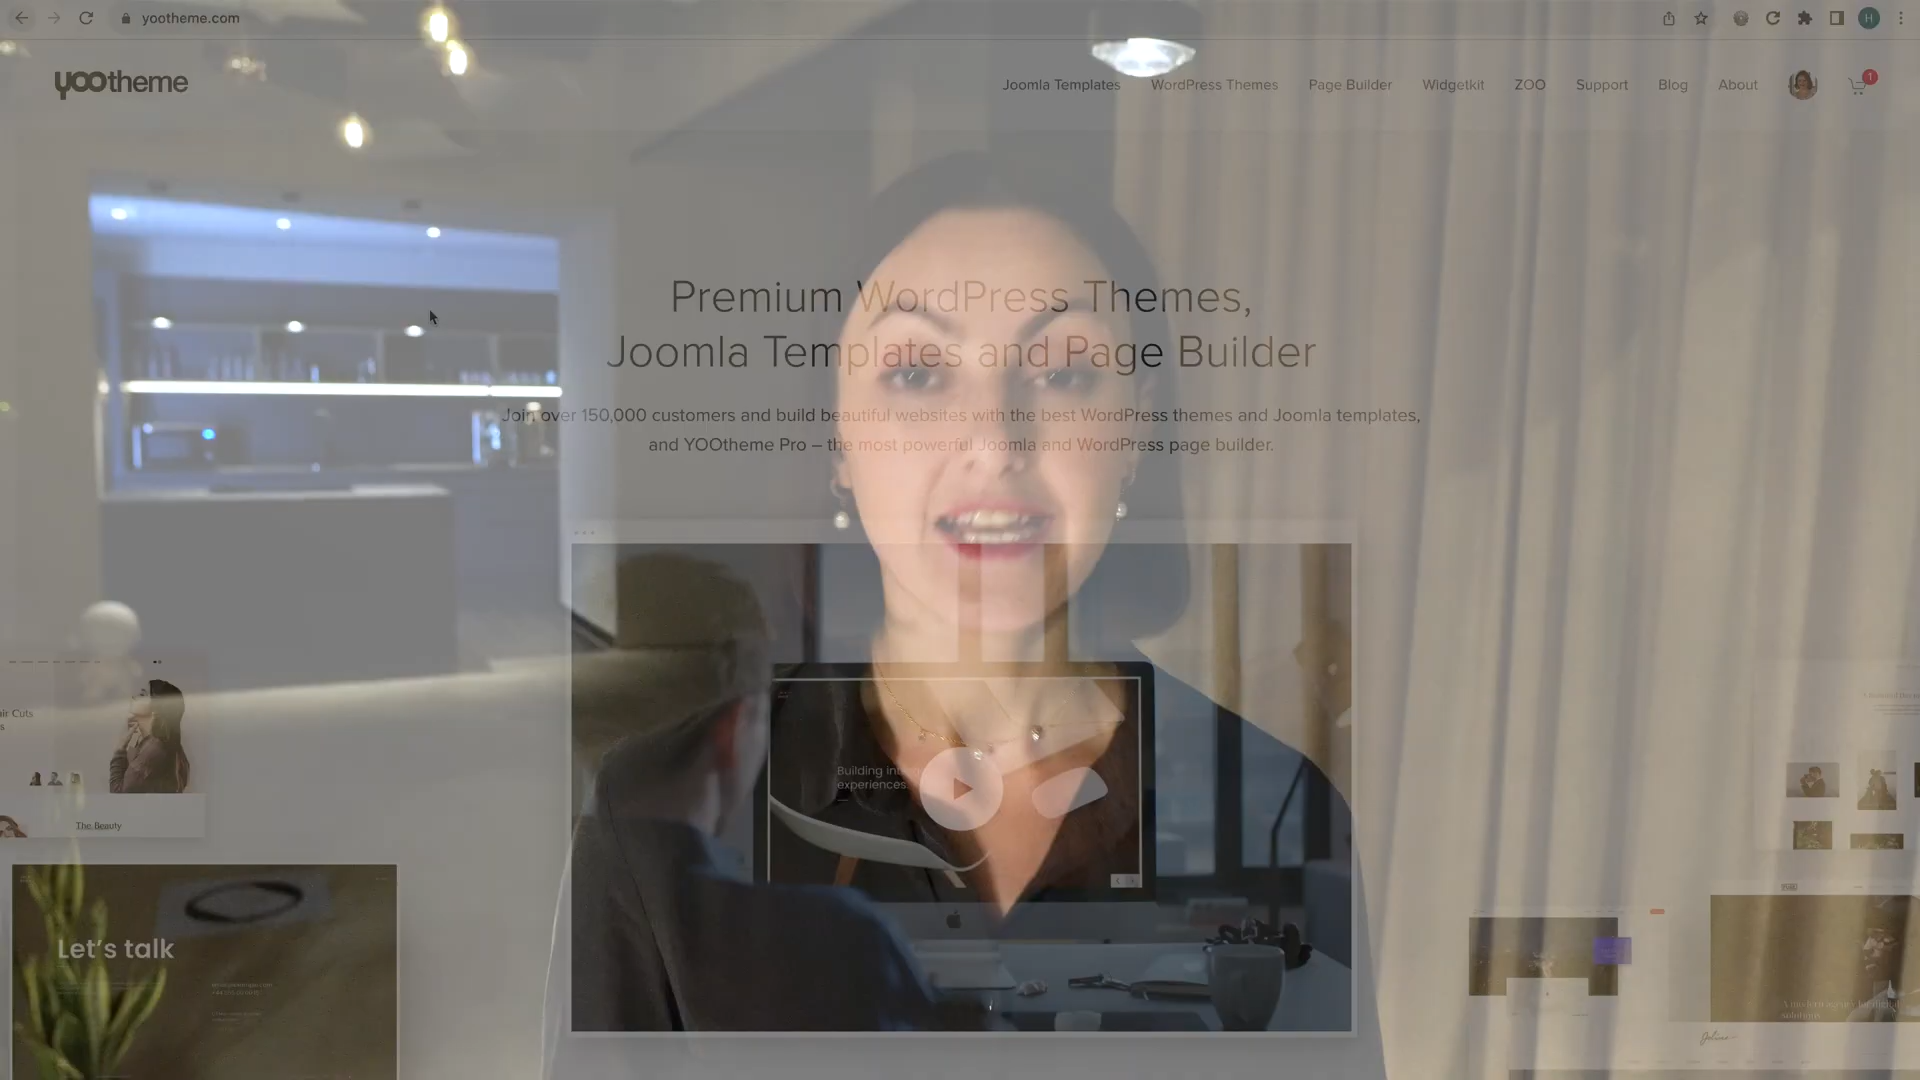 yootheme.com
H
yootheme
Joomla Templates
WordPress Themes
Page Builder
Widgetkit
ZOO
Support
Blog
About
1
Premium WordPress Themes,
Joomla Templates and Page Builder
Join over 150,000 customers and build beautiful websites with the best WordPress themes and Joomla templates,
and YOOtheme Pro – the most powerful Joomla and WordPress page builder.
Building
experiences
Cuts
The Beauty
Let's talk